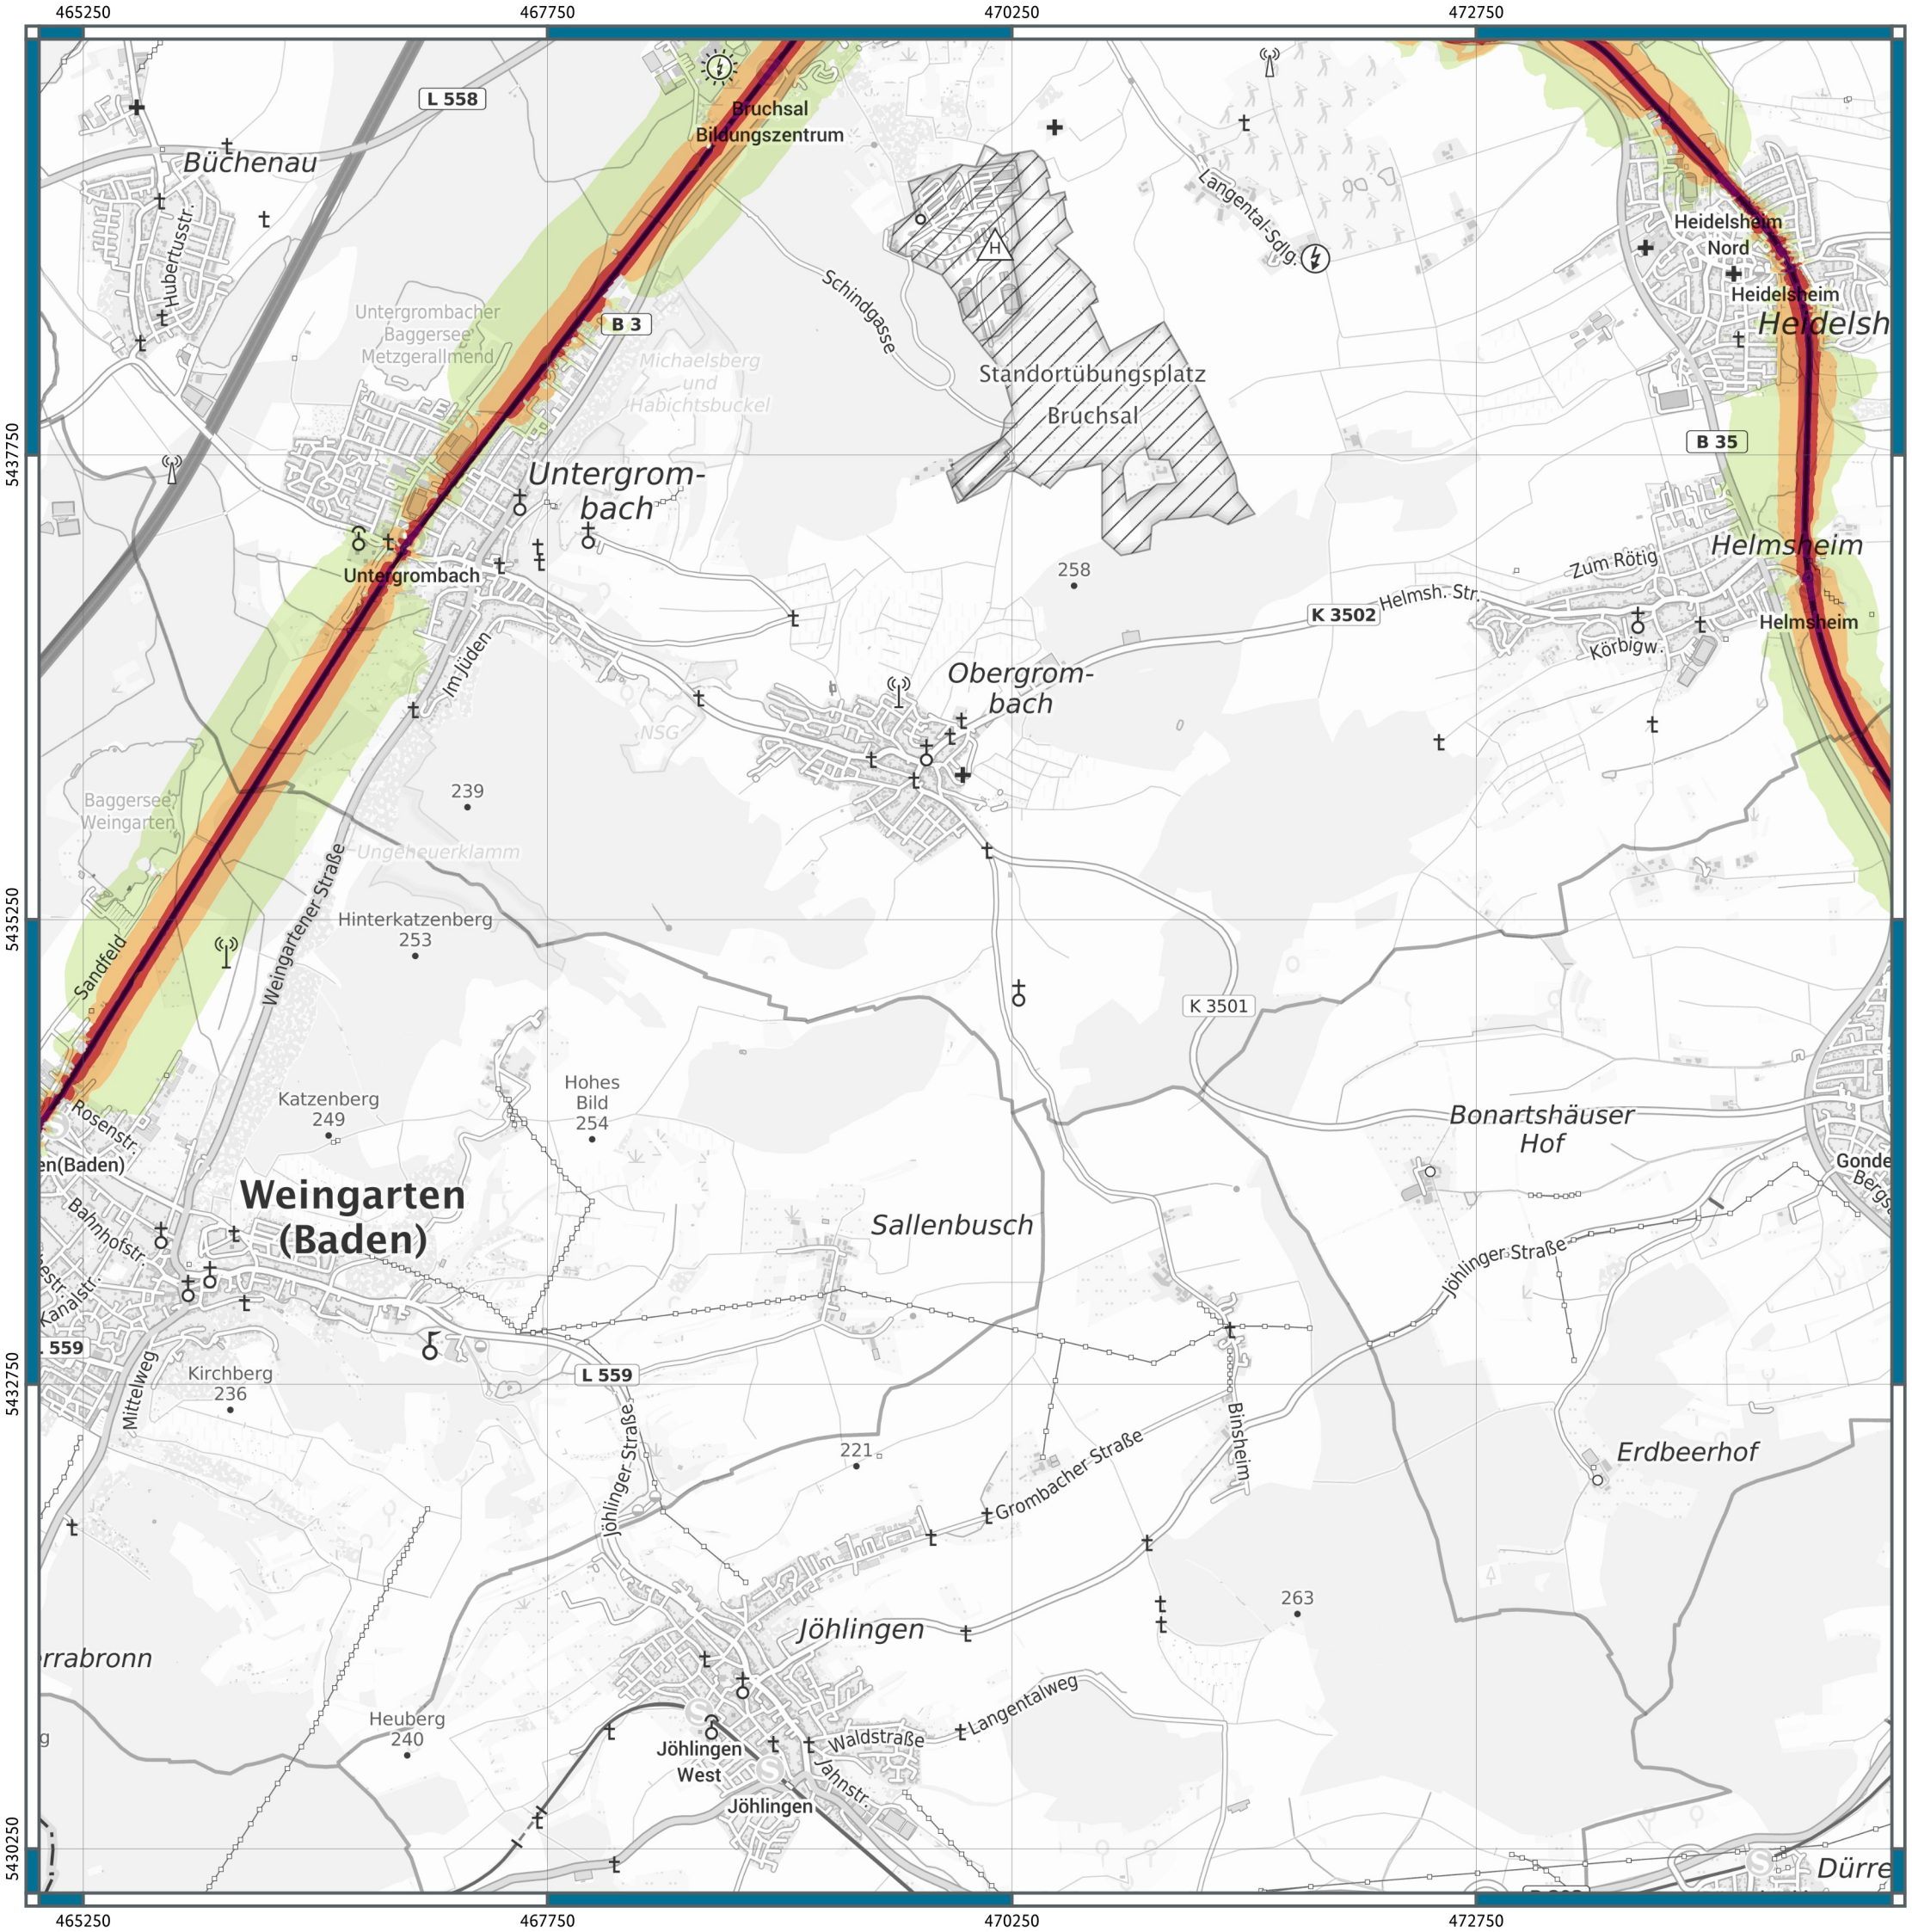 465250
467750
470250
472750
L 558
Bruchsal
Bildungszentrum
Büchenau
Hubertusstr.
Langental-Sdlg.
Heidelsheim
Nord
Heidelsheim
Heidelsh
H
Untergrombacher
Baggersee
Metzgerallmend
B 3
Schindgasse
Michaelsberg
und
Habichtsbuckel
Standortübungsplatz
Bruchsal
B 35
5437750
Untergrom-
bach
Helmsheim
Zum Rötig
258
Untergrombach
K 3502
Helmsh. Str.
Helmsheim
Körbigw.
Im Jüden
Obergrom-
bach
NSG
239
Baggersee
Weingarten
Ungeheuerklamm
Weingartener Straße
5435250
Hinterkatzenberg
253
Sandfeld
K 3501
Katzenberg
249
Hohes
Bild
254
Rosenstr.
Bonartshäuser
Hof
en(Baden)
Gonde
Bergs
Weingarten
(Baden)
Bahnhofstr.
Sallenbusch
Jöhlinger Straße
estr.
Kanalstr.
L 559
5432750
Kirchberg
236
L 559
Mittelweg
Jöhlinger Straße
Binsheim
221
Grombacher Straße
Erdbeerhof
263
Jöhlingen
rrabronn
Langentalweg
Heuberg
240
g
S
Jöhlingen
West
Waldstraße
S
Jahnstr.
Jöhlingen
5430250
S
Dürre
465250
467750
470250
472750